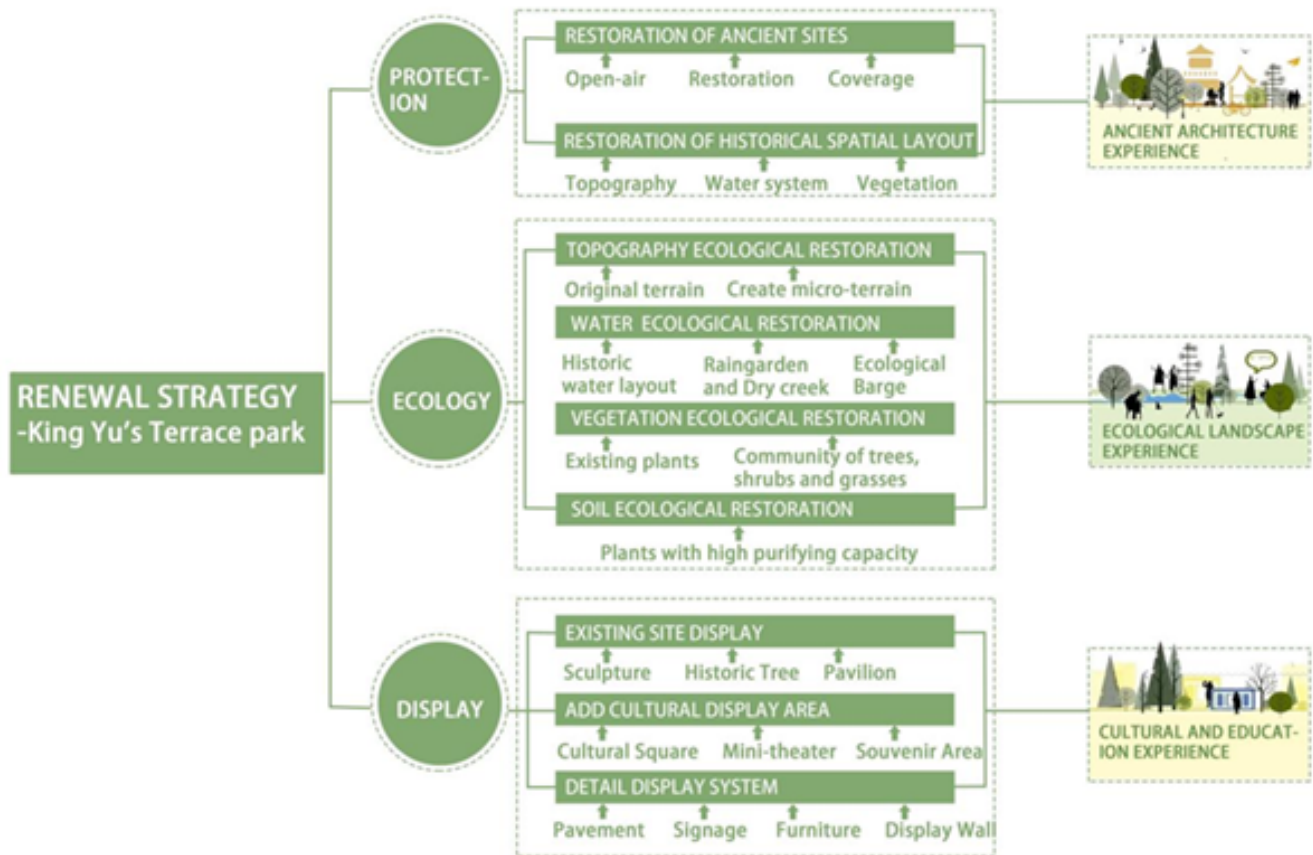 RENEWAL STRATEGY
-King Yu's Terrace park
PROTECT-
ION
RESTORATION OF ANCIENT SITES
Open-air Restoration Coverage
RESTORATION OF HISTORICAL SPATIAL LAYOUT
Topography Water system Vegetation
ANCIENT ARCHITECTURE
EXPERIENCE
ECOLOGY
TOPOGRAPHY ECOLOGICAL RESTORATION
Original terrain Create micro-terrain
WATER ECOLOGICAL RESTORATION
Historic Raingarden Ecological
water layout and Dry creek Barge
VEGETATION ECOLOGICAL RESTORATION
Existing plants Community of trees,
shrubs and grasses
SOIL ECOLOGICAL RESTORATION
Plants with high purifying capacity
ECOLOGICAL LANDSCAPE
EXPERIENCE
DISPLAY
EXISTING SITE DISPLAY
Sculpture Historic Tree Pavilion
ADD CULTURAL DISPLAY AREA
Cultural Square Mini-theater Souvenir Area
DETAIL DISPLAY SYSTEM
Pavement Signage Furniture Display Wall
CULTURAL AND EDUCAT-
ION EXPERIENCE